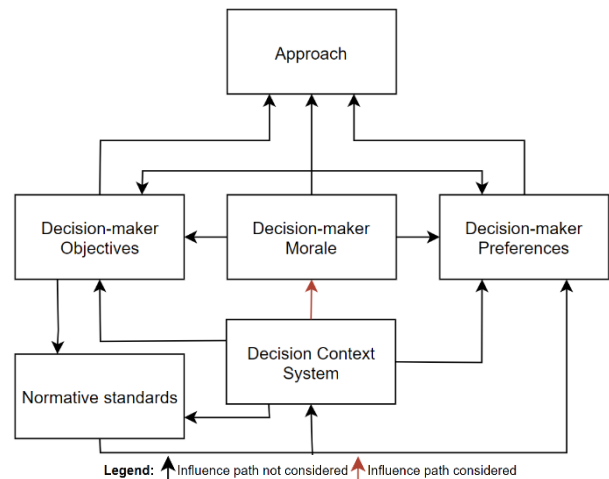 Approach
Decision-maker
Objectives
Decision-maker
Morale
Decision-maker
Preferences
Decision Context
System
Normative standards
Legend: Influence path not considered Influence path considered